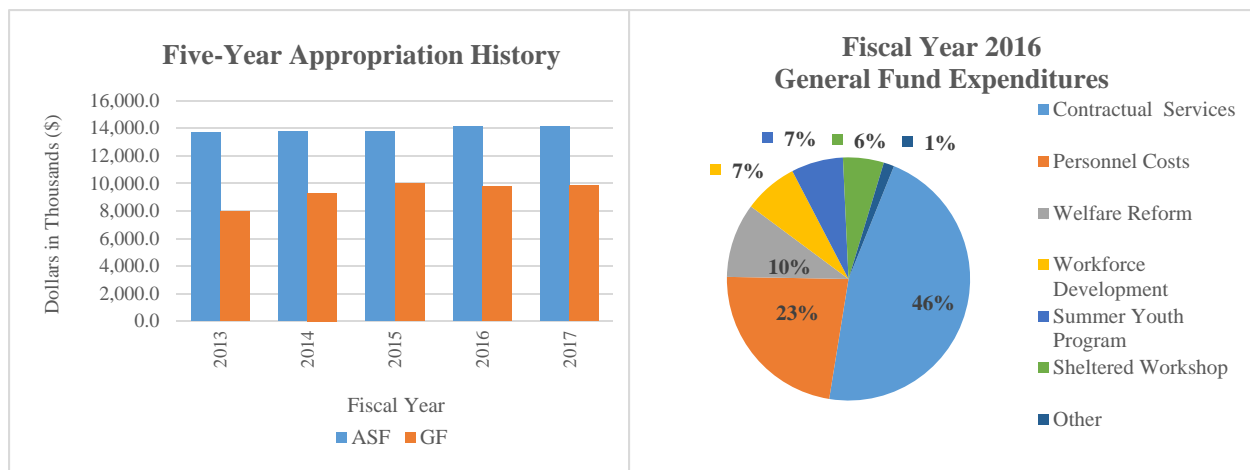 Five-Year Appropriation History
Dollars in Thousands ($)
16,000.0
14,000.0
12,000.0
10,000.0
8,000.0
6,000.0
4,000.0
2,000.0
0.0
2013
2014
2015
2016
2017
Fiscal Year
ASF
GF
Fiscal Year 2016
General Fund Expenditures
7%
7%
6%
1%
10%
23%
46%
Contractual Services
Personnel Costs
Welfare Reform
Workforce
Development
Summer Youth
Program
Sheltered Workshop
Other